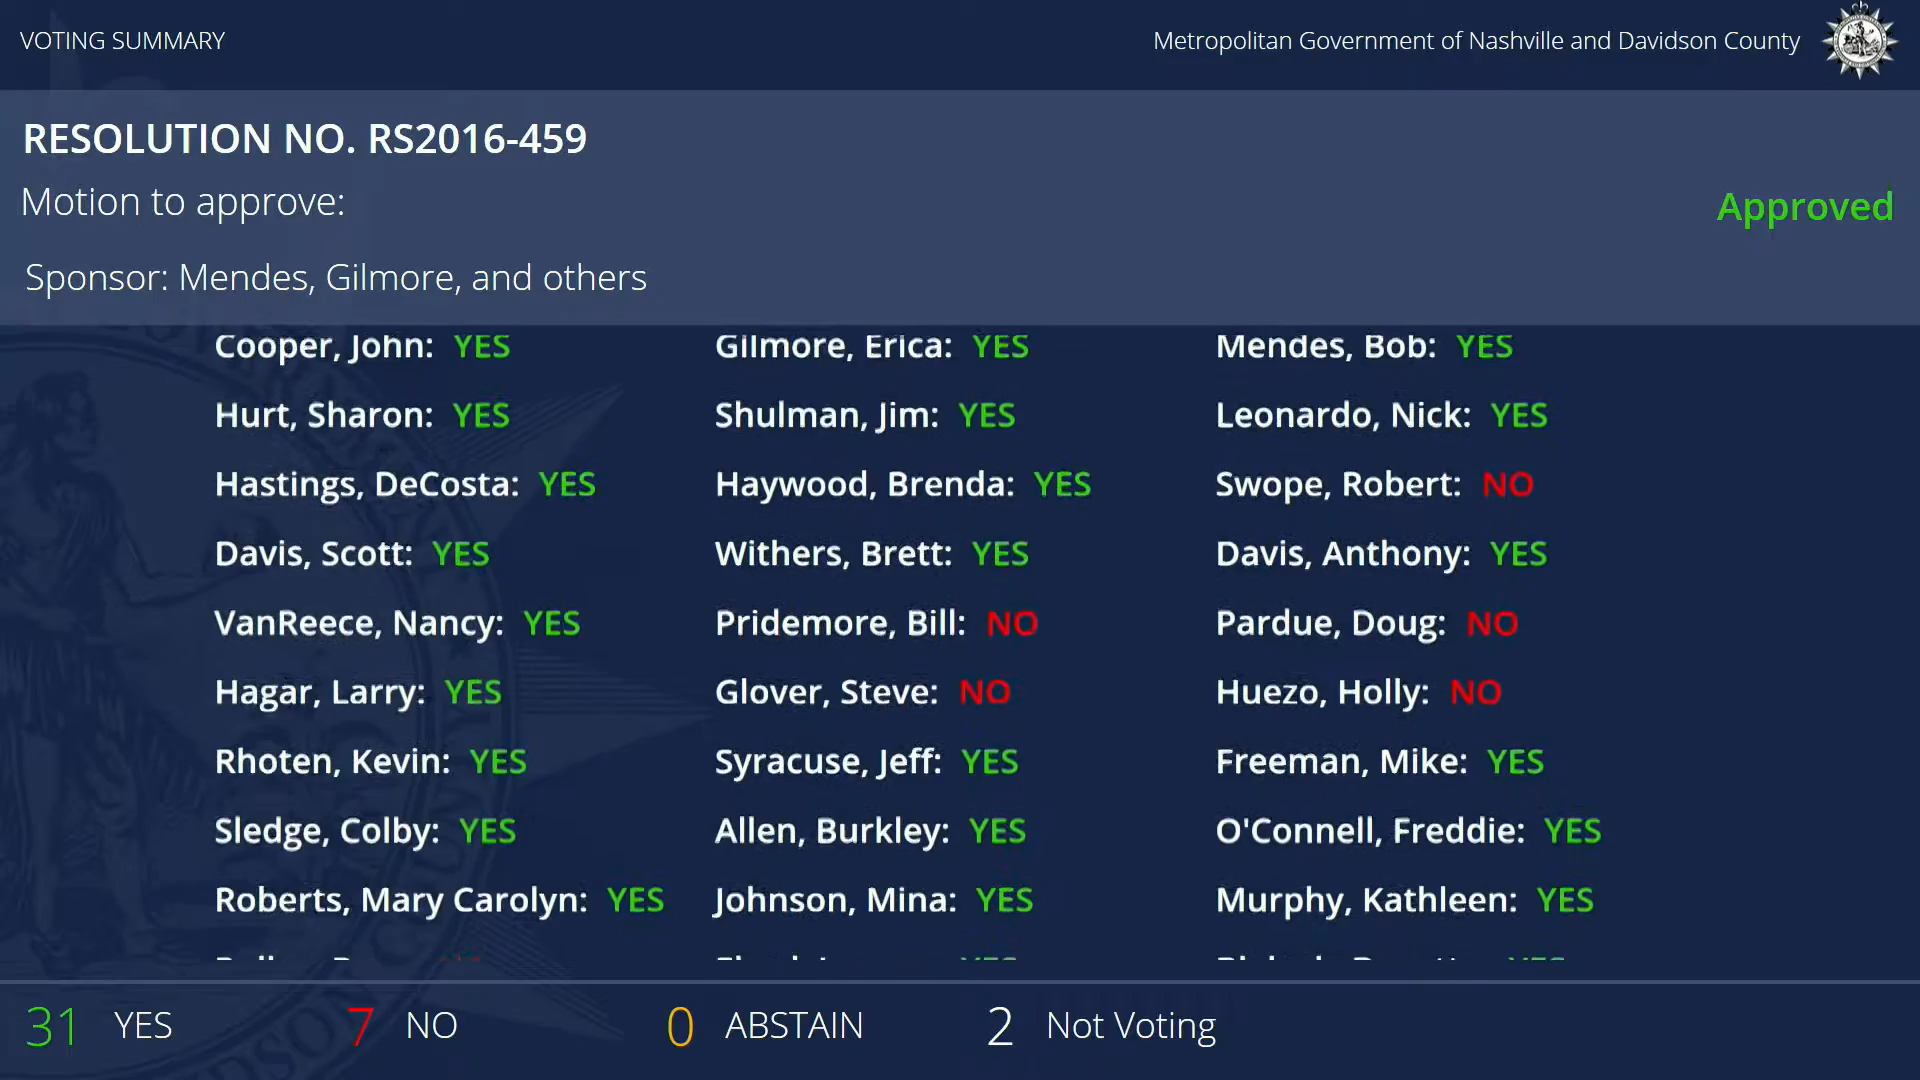 VOTING SUMMARY
Metropolitan Government of Nashville and Davidson County
RESOLUTION NO. RS2016-459
Motion to approve:
Approved
Sponsor: Mendes, Gilmore, and others
Cooper, John: YES Gilmore, Erica: YES Mendes, Bob: YES
Hurt, Sharon: YES Shulman, Jim: YES Leonardo, Nick: YES
Hastings, DeCosta: YES Haywood, Brenda: YES Swope, Robert: NO
Davis, Scott: YES Withers, Brett: YES Davis, Anthony: YES
VanReece, Nancy: YES Pridemore, Bill: NO Pardue, Doug: NO
Hagar, Larry: YES Glover, Steve: NO Huezo, Holly: NO
Rhoten, Kevin: YES Syracuse, Jeff: YES Freeman, Mike: YES
Sledge, Colby: YES Allen, Burkley: YES O'Connell, Freddie: YES
Roberts, Mary Carolyn: YES Johnson, Mina: YES Murphy, Kathleen: YES
31 YES 7 NO 0 ABSTAIN 2 Not Voting